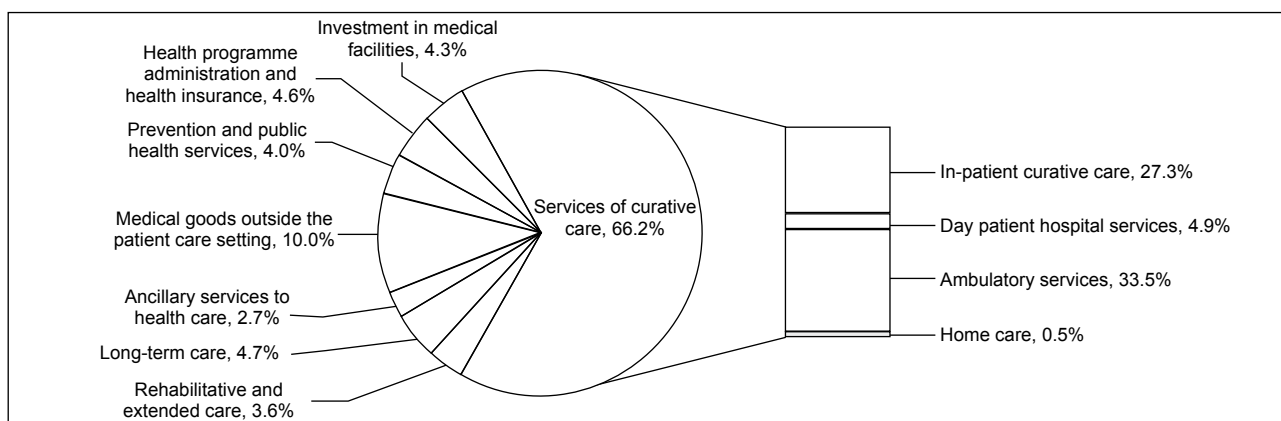 Investment in medical
facilities, 4.3%
Health programme
administration and
health insurance, 4.6%
Prevention and public
health services, 4.0%
Medical goods outside the
patient care setting, 10.0%
Ancillary services to
health care, 2.7%
Long-term care, 4.7%
Rehabilitative and
extended care, 3.6%
Services of curative
care, 66.2%
In-patient curative care, 27.3%
Day patient hospital services, 4.9%
Ambulatory services, 33.5%
Home care, 0.5%